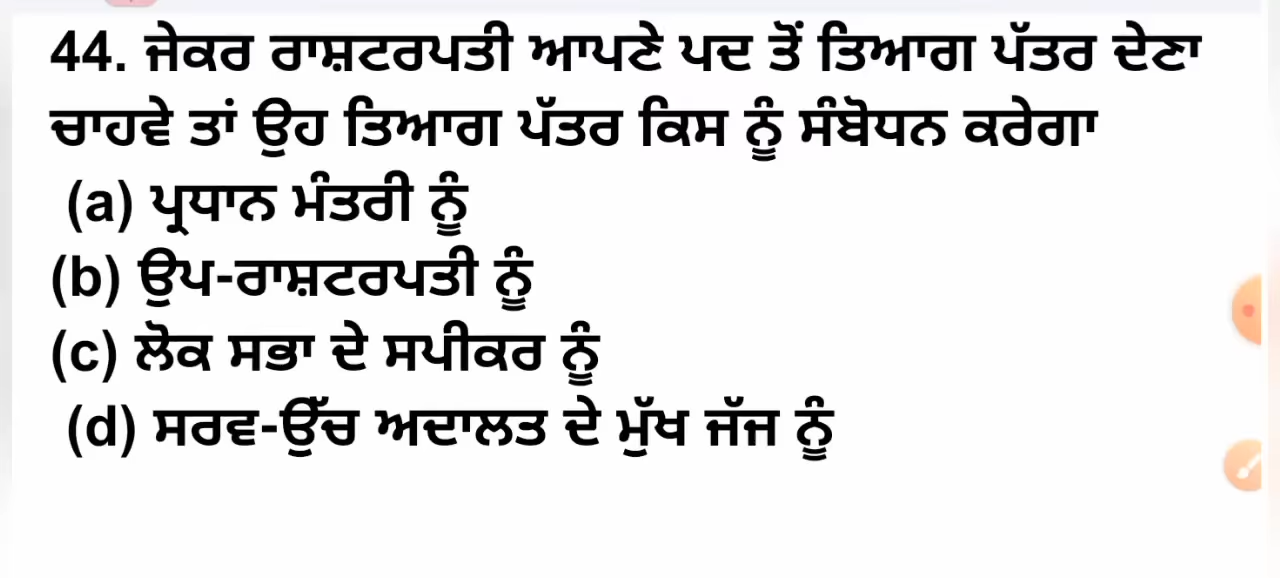 44. ਜੇਕਰ ਰਾਸ਼ਟਰਪਤੀ ਆਪਣੇ ਪਦ ਤੋਂ ਤਿਆਗ ਪੱਤਰ ਦੇਣਾ
ਚਾਹਵੇ ਤਾਂ ਉਹ ਤਿਆਗ ਪੱਤਰ ਕਿਸ ਨੂੰ ਸੰਬੋਧਨ ਕਰੇਗਾ
(a) ਪ੍ਰਧਾਨ ਮੰਤਰੀ ਨੂੰ
(b) ਉਪ-ਰਾਸ਼ਟਰਪਤੀ ਨੂੰ
(c) ਲੋਕ ਸਭਾ ਦੇ ਸਪੀਕਰ ਨੂੰ
(d) ਸਰਵ-ਉੱਚ ਅਦਾਲਤ ਦੇ ਮੁੱਖ ਜੱਜ ਨੂੰ